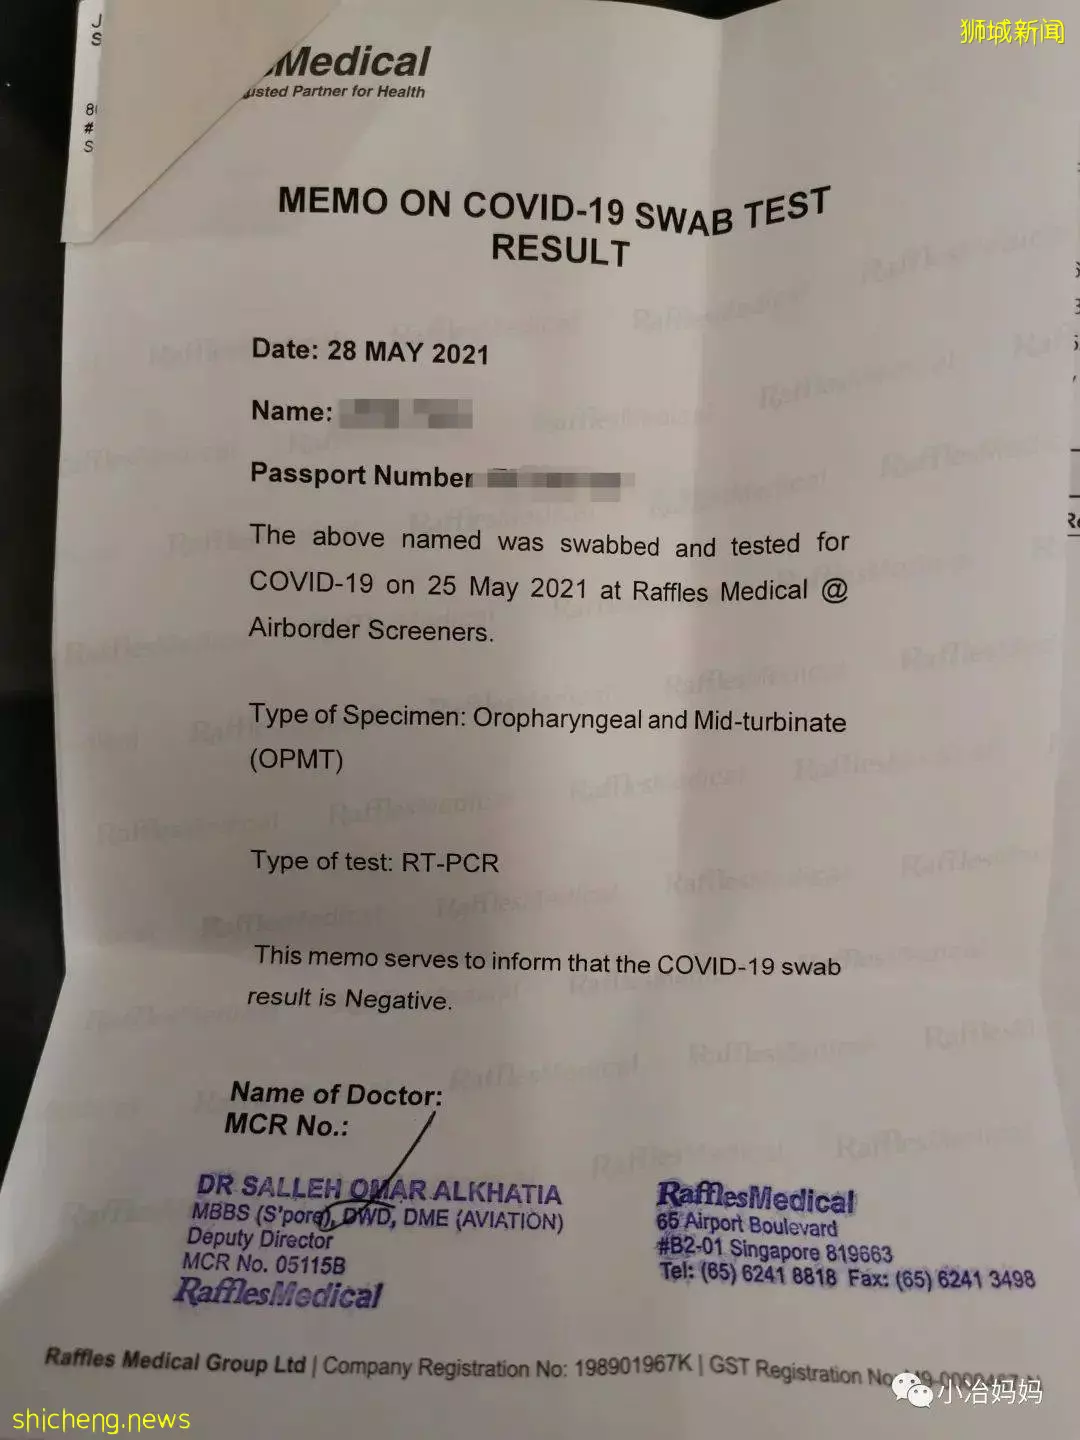 狮城新闻
J
S
Medical
usted Partner for Health
#
S
MEMO ON COVID-19 SWAB TEST
RESULT
Date: 28 MAY 2021
Name:
Passport Number
The above named was swabbed and tested for
COVID-19 on 25 May 2021 at Raffles Medical @
Airborder Screeners.
Type of Specimen: Oropharyngeal and Mid-turbinate
(OPMT)
Type of test: RT-PCR
This memo serves to inform that the COVID-19 swab
result is Negative.
Name of Doctor:
MCR No.:
DR SALLEH OMAR ALKHATIA
MBBS (S'pore), DWD, DME (AVIATION)
Deputy Director
MCR No. 05115B
RafflesMedical
RafflesMedical
65 Airport Boulevard
#B2-01 Singapore 819663
Tel: (65) 6241 8818 Fax: (65) 6241 3498
Raffles Medical Group Ltd | Company Registration No: 198901967K | GST Registration No:
小冶妈妈
shicheng.news